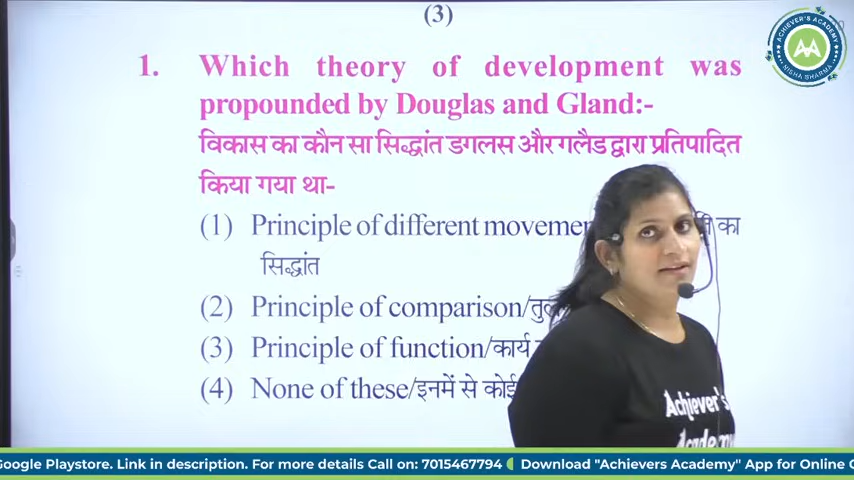 (3)
ACHIEVER'S ACADEMY
NISHA SHARMA
1. Which theory of development was
propounded by Douglas and Gland:-
विकास का कौन सा सिद्धांत डगलस और गलैड द्वारा प्रतिपादित
किया गया था-
(1) Principle of different का
सिद्धांत
(2) Principle of comparison/
(3) Principle of function/कार्य
(4) None of these/इनमें से कोई
Achiever's
Academy
Google Playstore. Link in description. For more details Call on: 7015467794 Download "Achievers Academy" App for Online